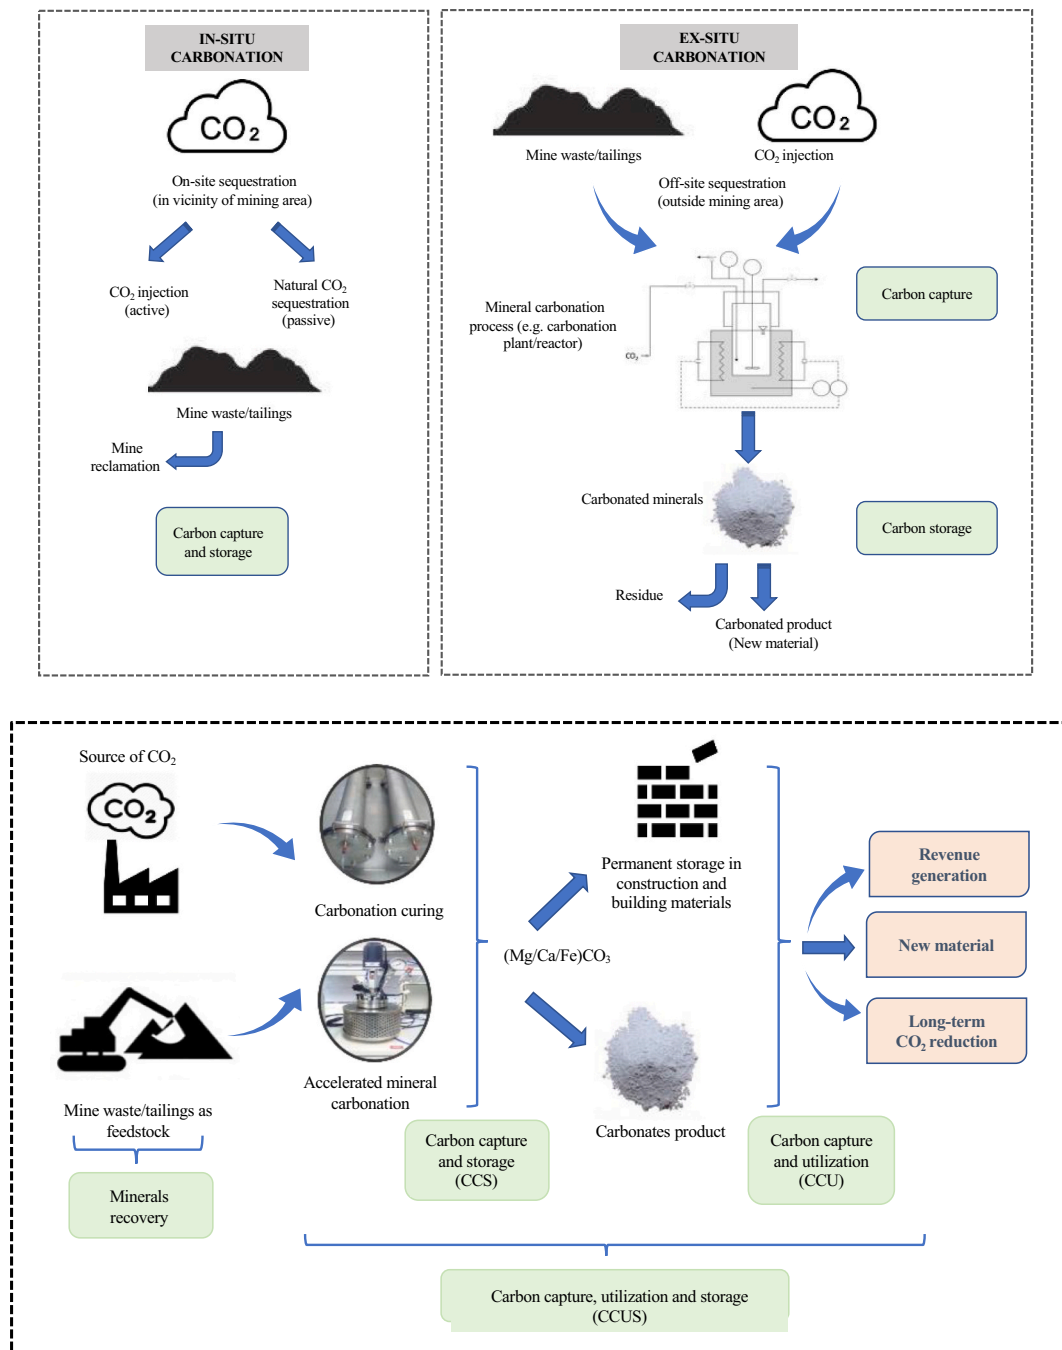 IN-SITU
CARBONATION
CO2
On-site sequestration
(in vicinity of mining area)
CO2 injection
(active)
Natural CO2
sequestration
(passive)
Mine waste/tailings
Mine
reclamation
Carbon capture
and storage
EX-SITU
CARBONATION
CO2
Mine waste/tailings
CO2 injection
Off-site sequestration
(outside mining area)
Mineral carbonation
process (e.g. carbonation
plant/reactor)
CO2
Carbon capture
Carbonated minerals
Carbon storage
Residue
Carbonated product
(New material)
Source of CO2
CO2
Carbonation curing
Mine waste/tailings as
feedstock
Accelerated mineral
carbonation
Minerals
recovery
(Mg/Ca/Fe)CO3
Permanent storage in
construction and
building materials
Carbonates product
Carbon capture
and storage
(CCS)
Carbon capture
and utilization
(CCU)
Revenue
generation
New material
Long-term
CO2 reduction
Carbon capture, utilization and storage
(CCUS)